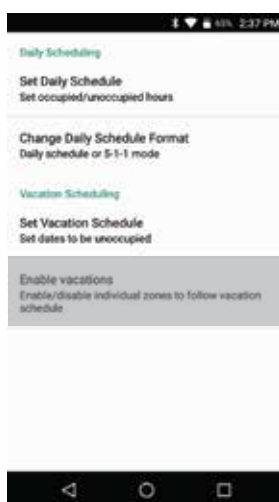 45% 2:37 PM
Daily Scheduling
Set Daily Schedule
Set occupied/unoccupied hours
Change Daily Schedule Format
Daily schedule or 5-1-1 mode
Vacation Scheduling
Set Vacation Schedule
Set dates to be unoccupied
Enable vacations
Enable/disable individual zones to follow vacation
schedule